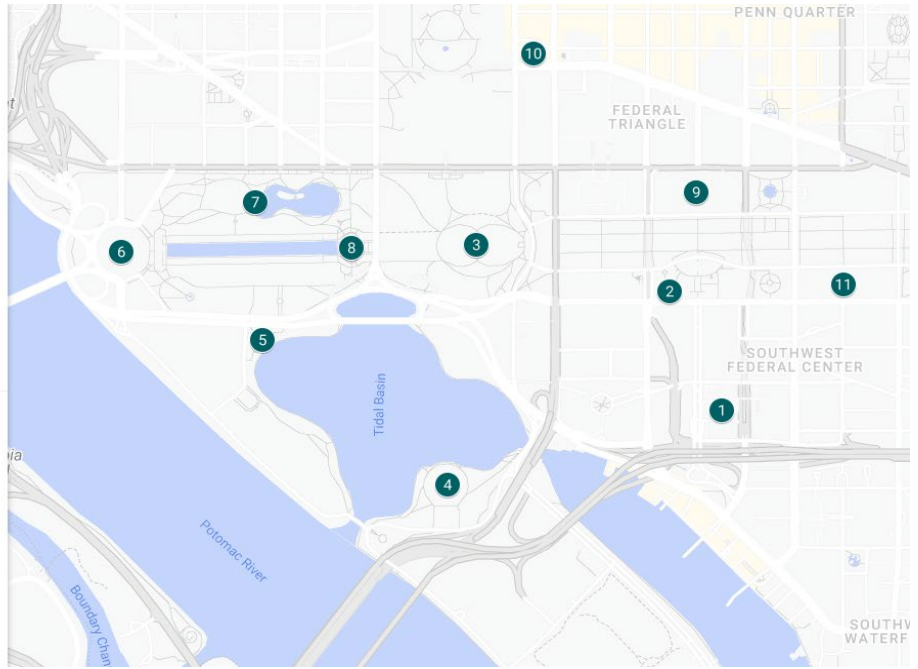 PENN QUARTER
10
FEDERAL
TRIANGLE
7
9
6
8
3
2
11
5
SOUTHWEST
FEDERAL CENTER
Tidal Basin
1
4
Potomac River
Boundary Chan
SOUTHW
WATERF